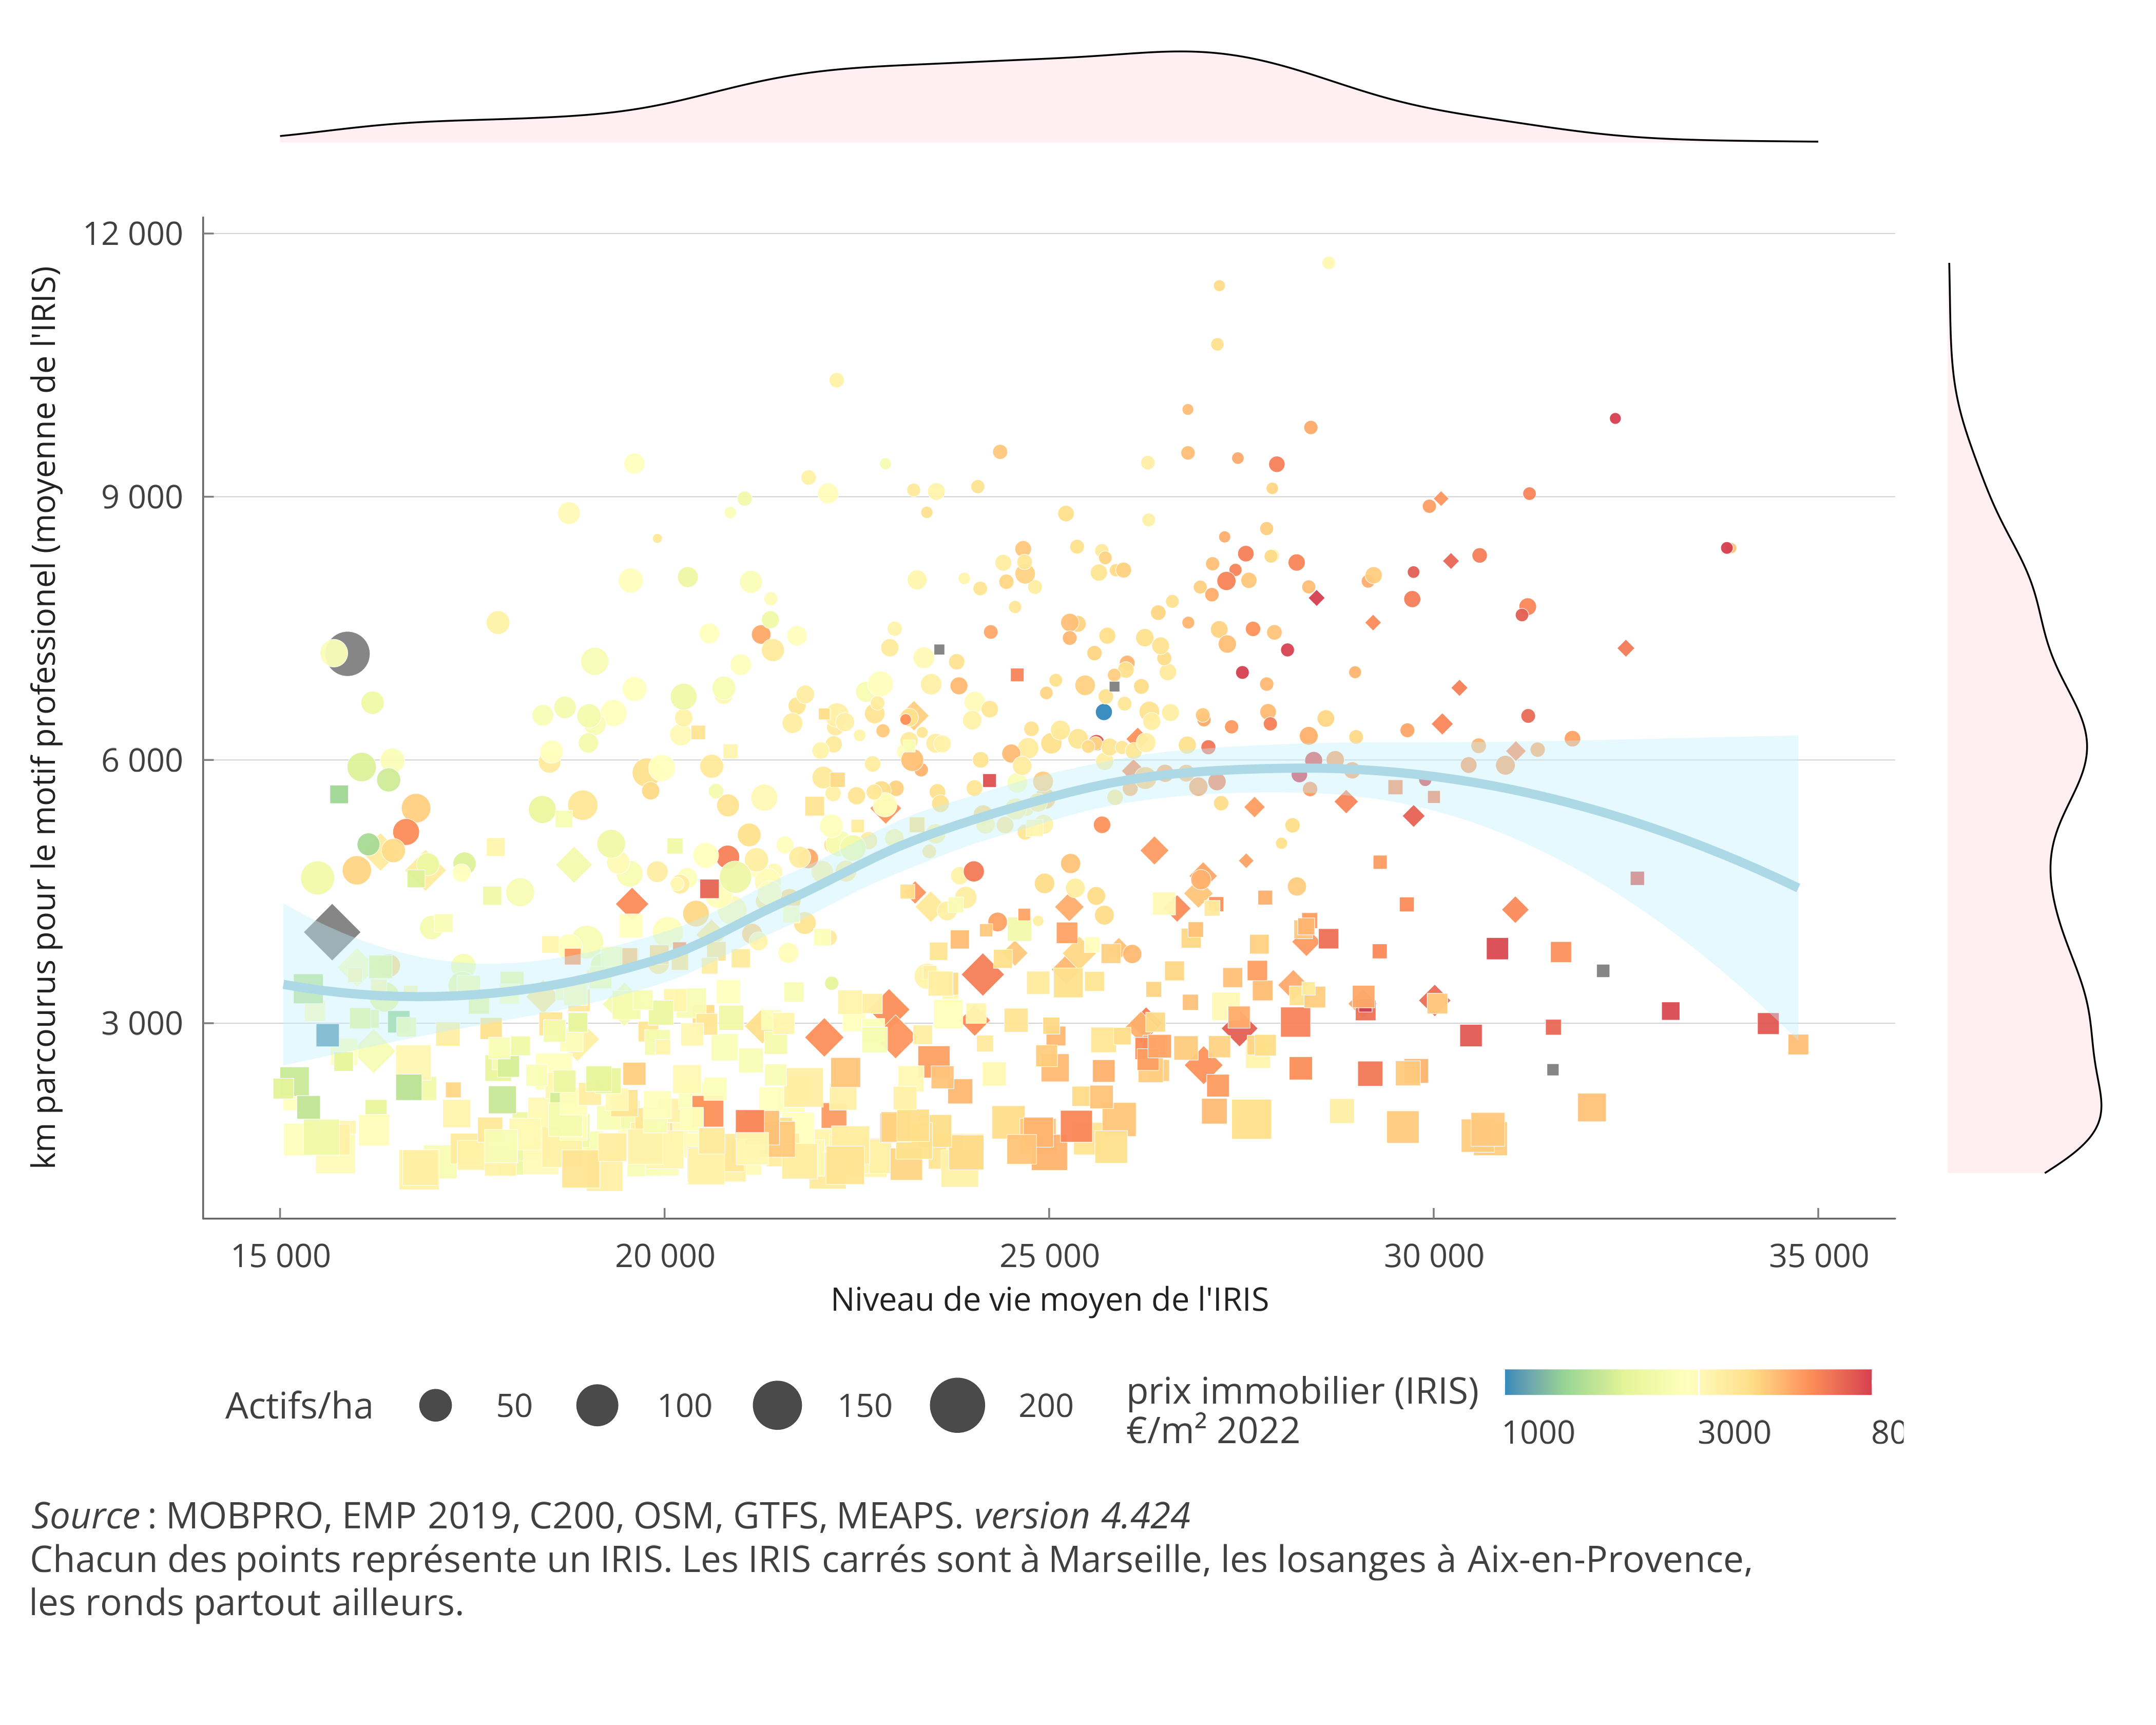 12 000
9 000
6 000
3 000
km parcourus pour le motif professionel (moyenne de l'IRIS)
15 000
20 000
25 000
30 000
35 000
Niveau de vie moyen de l'IRIS
Actifs/ha
50
100
150
200
prix immobilier (IRIS)
€/m² 2022
1000
3000
80
Source : MOBPRO, EMP 2019, C200, OSM, GTFS, MEAPS. version 4.424
Chacun des points représente un IRIS. Les IRIS carrés sont à Marseille, les losanges à Aix-en-Provence,
les ronds partout ailleurs.